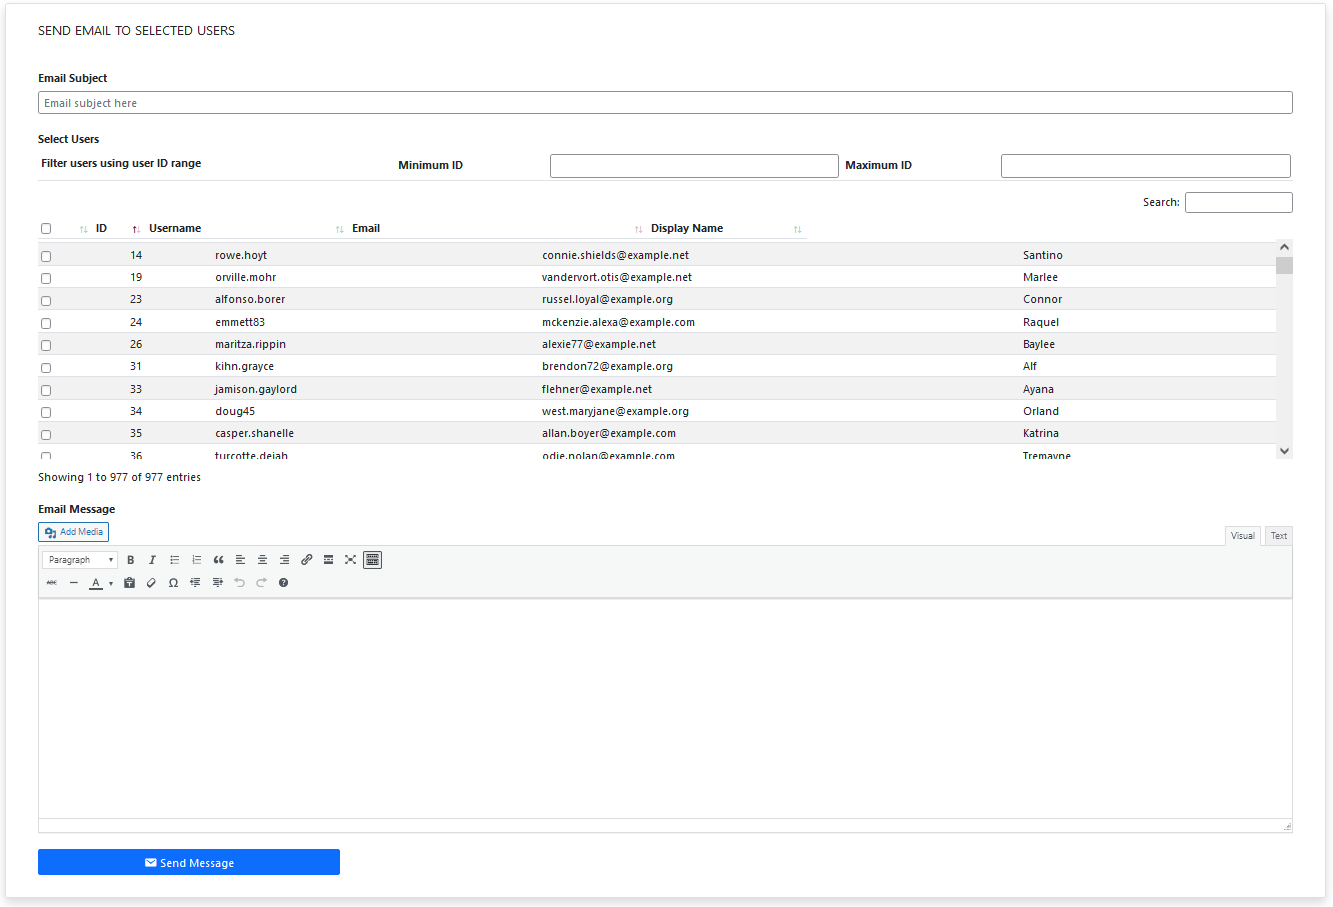 SEND EMAIL TO SELECTED USERS
Email Subject
Email subject here
Select Users
Filter users using user ID range Minimum ID Maximum ID
Search:
ID Username Email Display Name
14 rowe.hoyt connie.shields@example.net Santino
19 orville.mohr vandervort.otis@example.net Marlee
23 alfonso.borer russel.loyal@example.org Connor
24 emmett83 mckenzie.alexa@example.com Raquel
26 maritza.rippin alexie77@example.net Baylee
31 kihn.grayce brendon72@example.org Alf
33 jamison.gaylord flehner@example.net Ayana
34 doug45 west.maryjane@example.org Orland
35 casper.shanelle allan.boyer@example.com Katrina
36 turcotte.dejah odie.nolan@example.com Tremayne
Showing 1 to 977 of 977 entries
Email Message
Add Media
Visual Text
Paragraph B I
ABC A Ω
Send Message